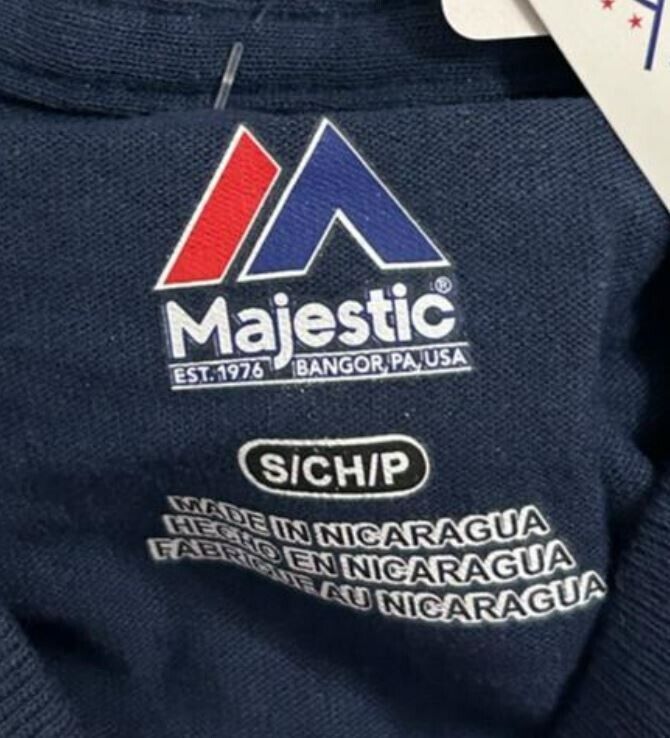 Majestic®
EST. 1976 BANGOR, PA, USA
S/CH/P
MADE IN NICARAGUA
HECHO EN NICARAGUA
FABRIQUE AU NICARAGUA